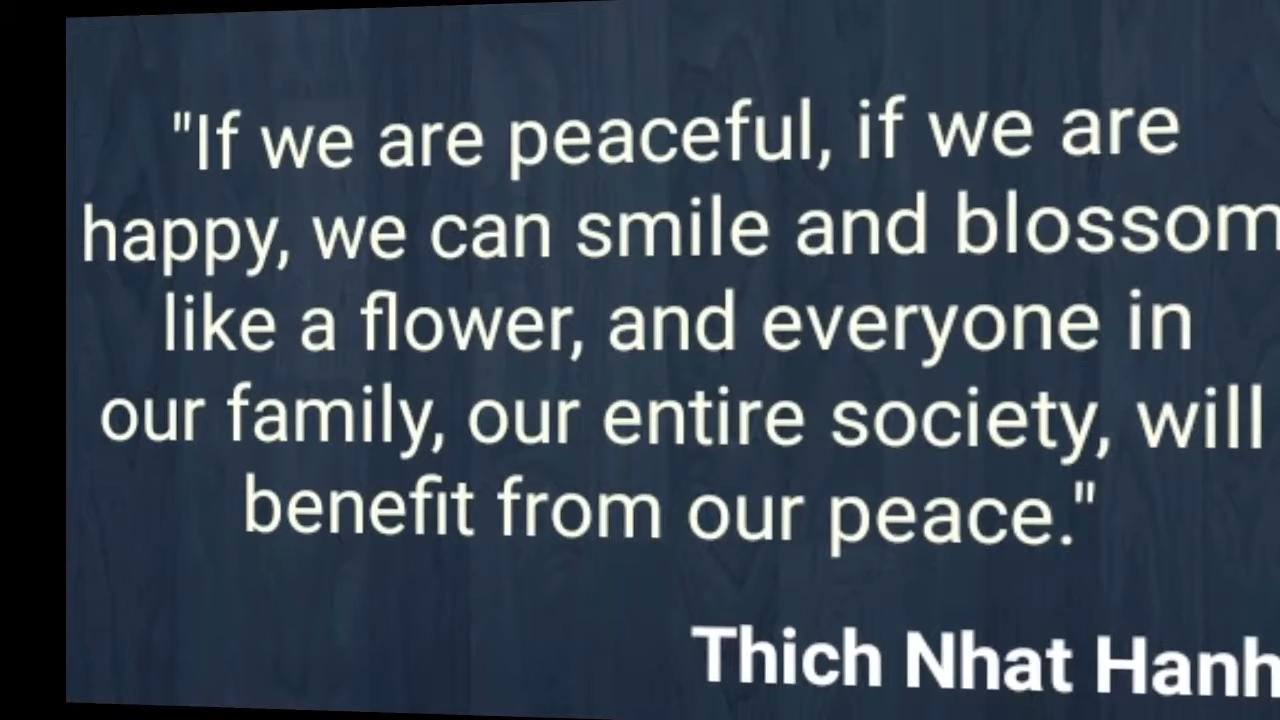 "If we are peaceful, if we are
happy, we can smile and blossom
like a flower, and everyone in
our family, our entire society, will
benefit from our peace."
Thich Nhat Hanh